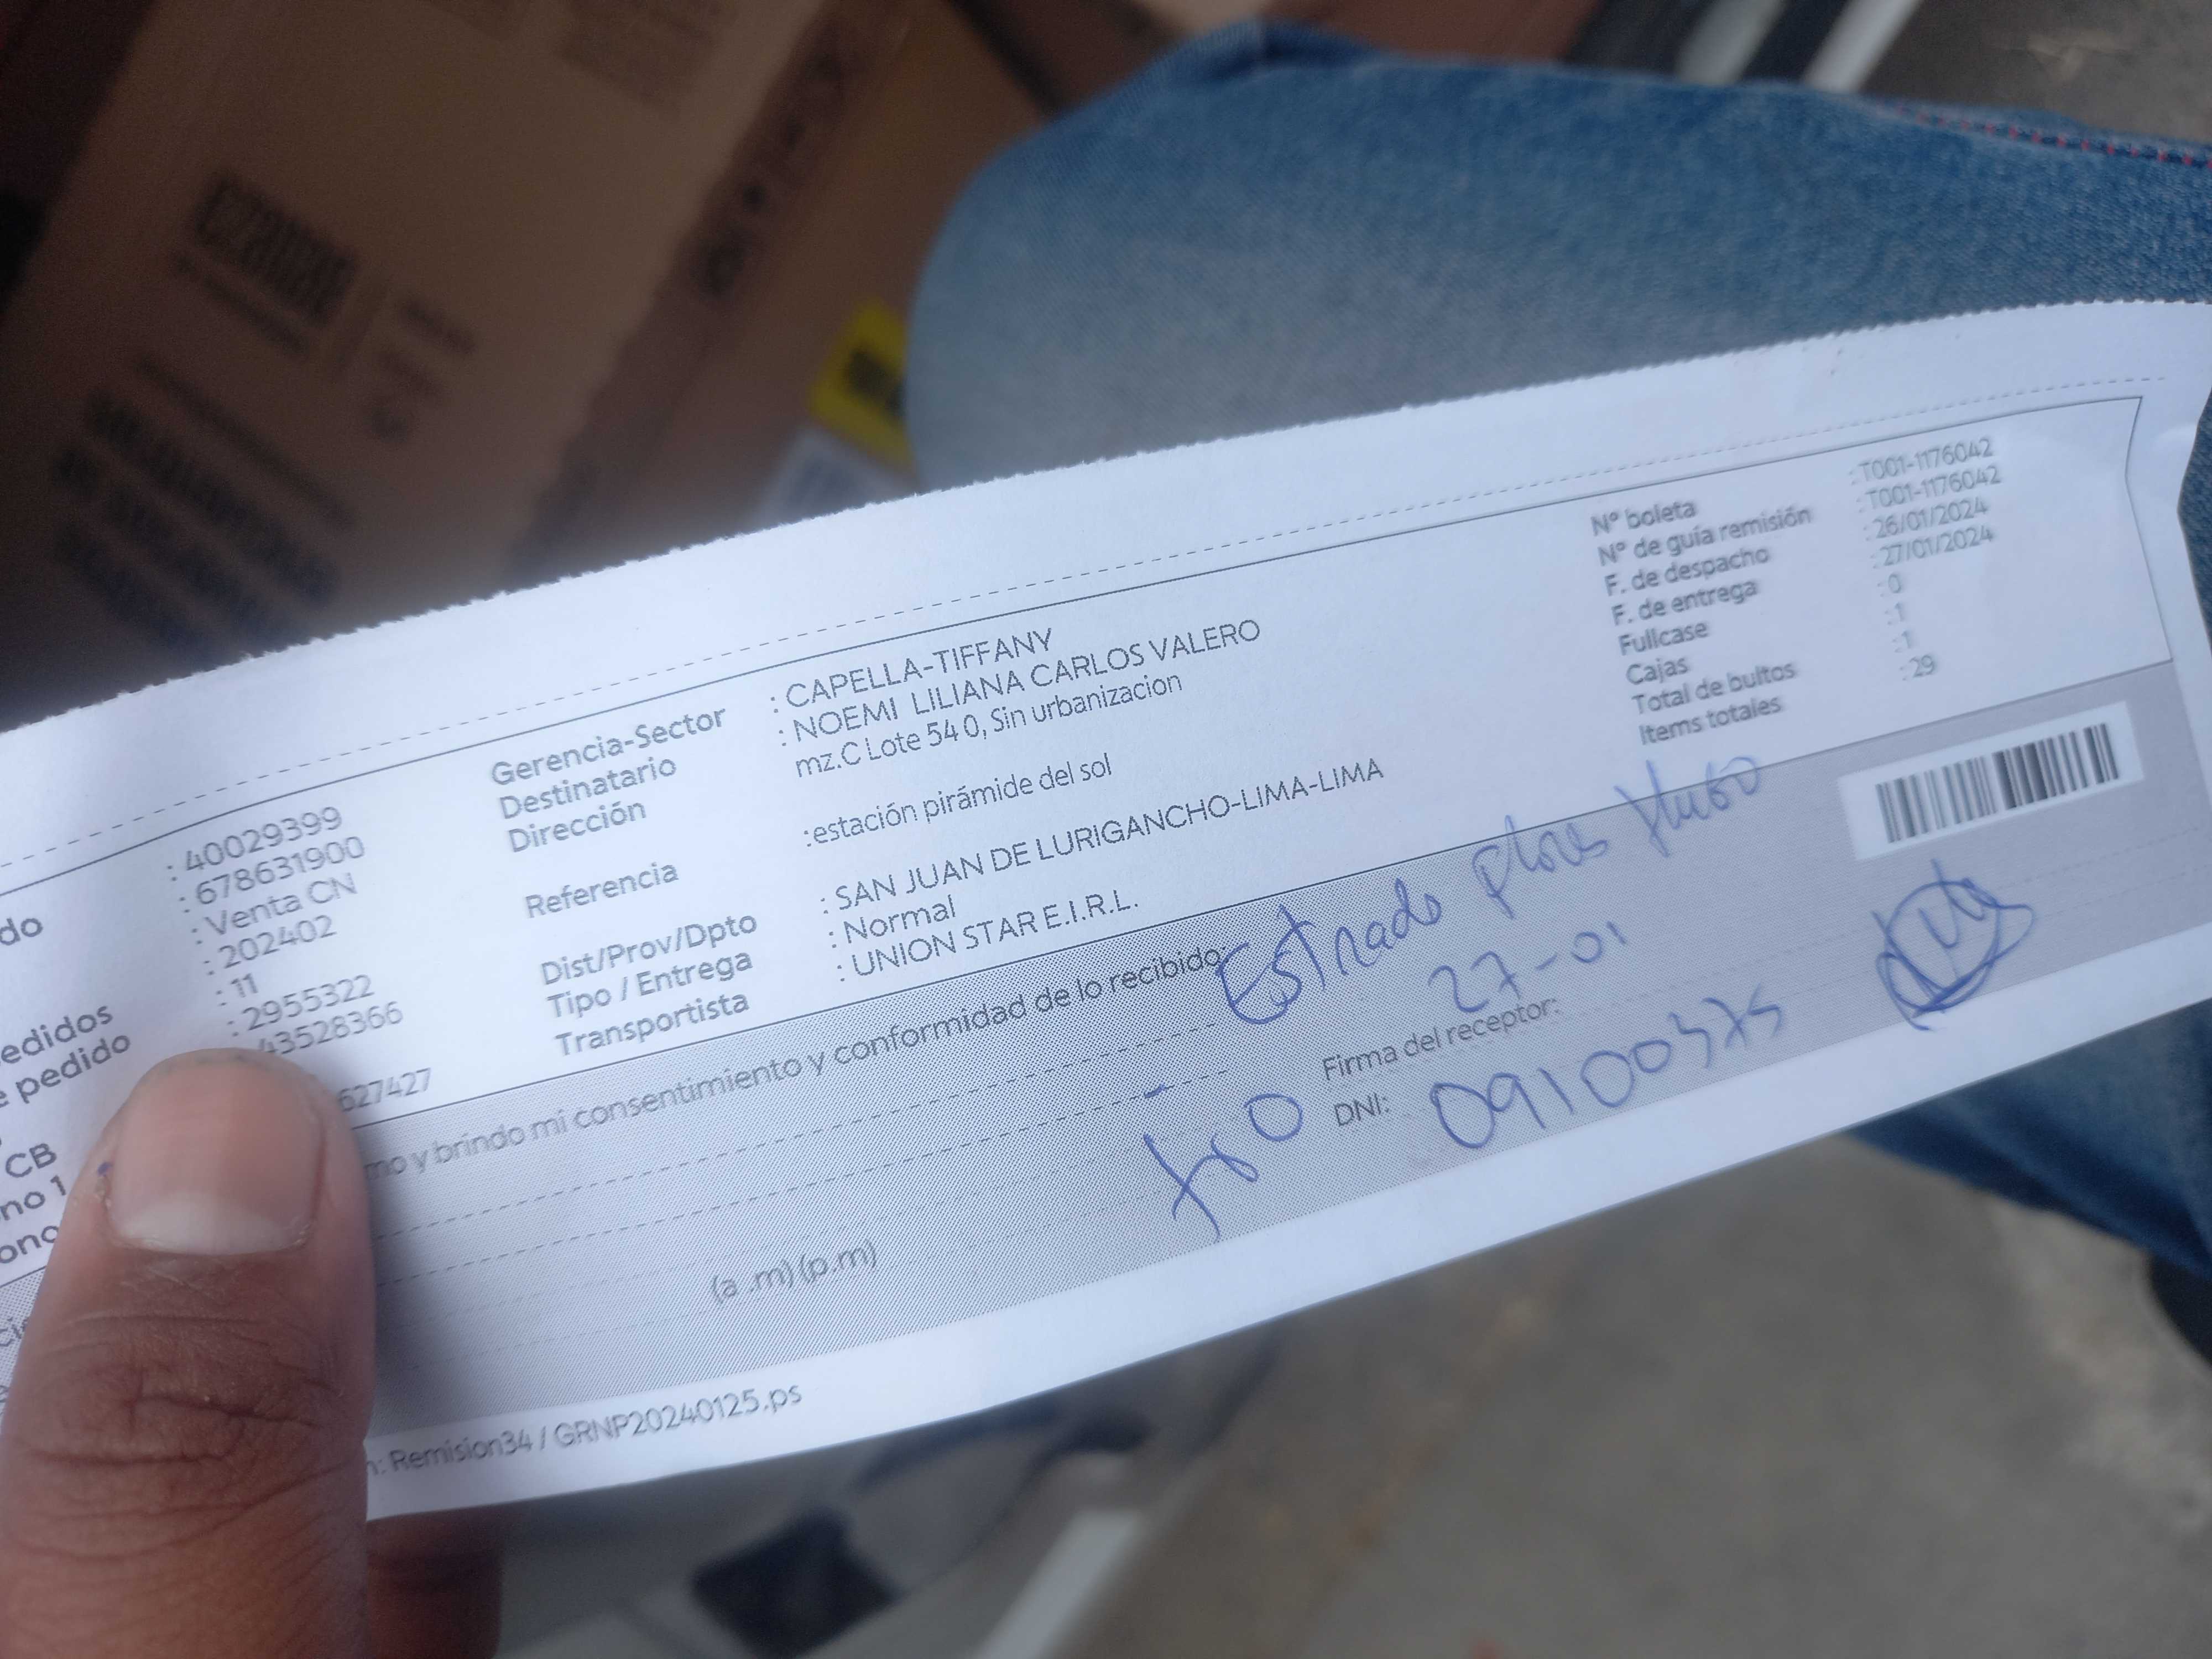 : 40029399
: 678631900
: Venta CN
: 202402
: 11
: 2955322
43528366
627427
do
edidos
e pedido
CB
no 1
ono
Gerencia-Sector : CAPELLA-TIFFANY
Destinatario : NOEMI LILIANA CARLOS VALERO
Dirección mz.C Lote 54 0, Sin urbanizacion
Referencia :estación pirámide del sol
Dist/Prov/Dpto : SAN JUAN DE LURIGANCHO-LIMA-LIMA
Tipo / Entrega : Normal
Transportista : UNION STAR E.I.R.L.
N° boleta : T001-1176042
N° de guía remisión : T001-1176042
F. de despacho : 26/01/2024
F. de entrega : 27/01/2024
Fullcase : 0
Cajas : 1
Total de bultos : 1
Items totales : 29
mo y brindo mi consentimiento y conformidad de lo recibido:
Estrado
27-01
Firma del receptor:
DNI: 09100375
(a .m) (p.m)
n: Remision34 / GRNP20240125.ps